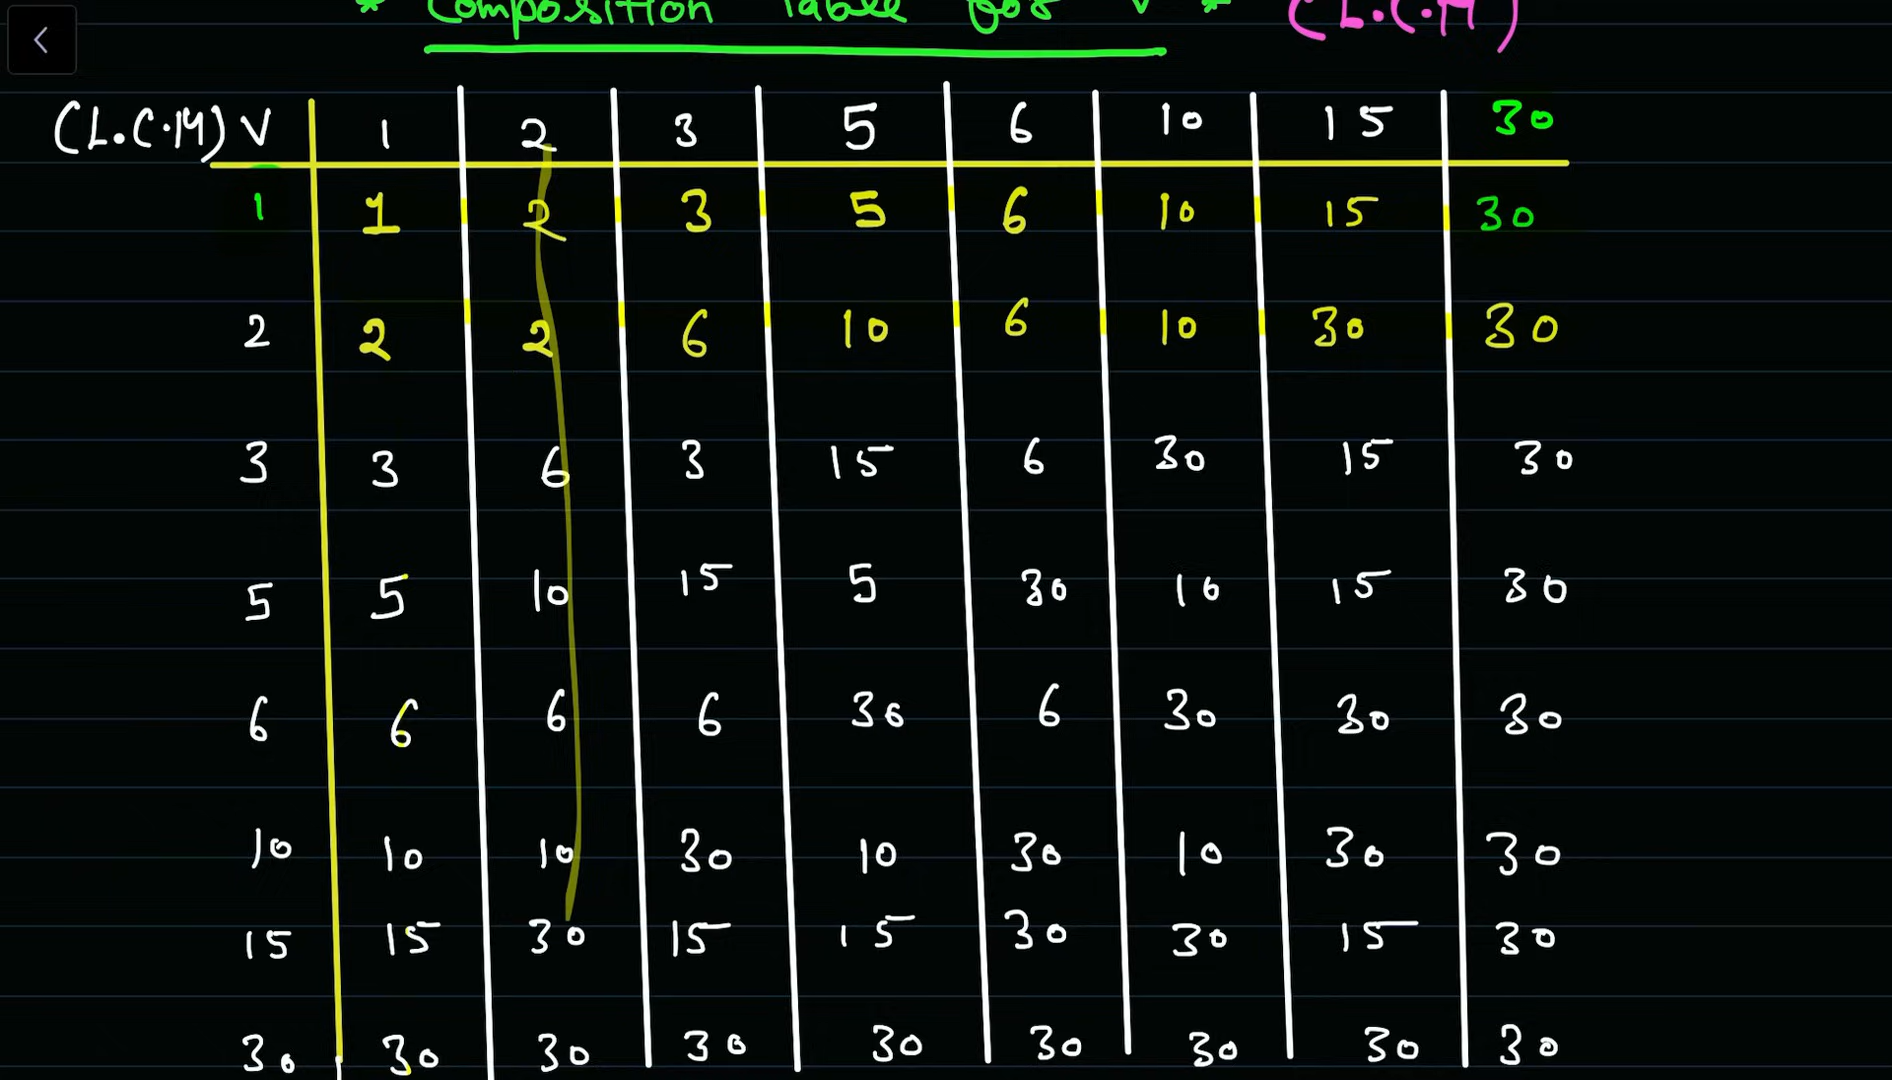 * Composition Table for V * (L.C.M)
(L.C.M) V 1 2 3 5 6 10 15 30
1 1 2 3 5 6 10 15 30
2 2 2 6 10 6 10 30 30
3 3 6 3 15 6 30 15 30
5 5 10 15 5 30 10 15 30
6 6 6 6 30 6 30 30 30
10 10 10 30 10 30 10 30 30
15 15 30 15 15 30 30 15 30
30 30 30 30 30 30 30 30 30